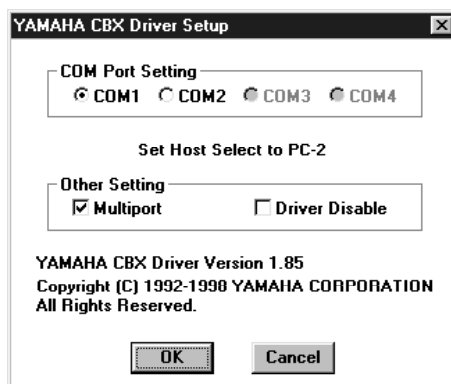 YAMAHA CBX Driver Setup
COM Port Setting
COM1 COM2 COM3 COM4
Set Host Select to PC-2
Other Setting
Multiport Driver Disable
YAMAHA CBX Driver Version 1.85
Copyright (C) 1992-1998 YAMAHA CORPORATION
All Rights Reserved.
OK Cancel